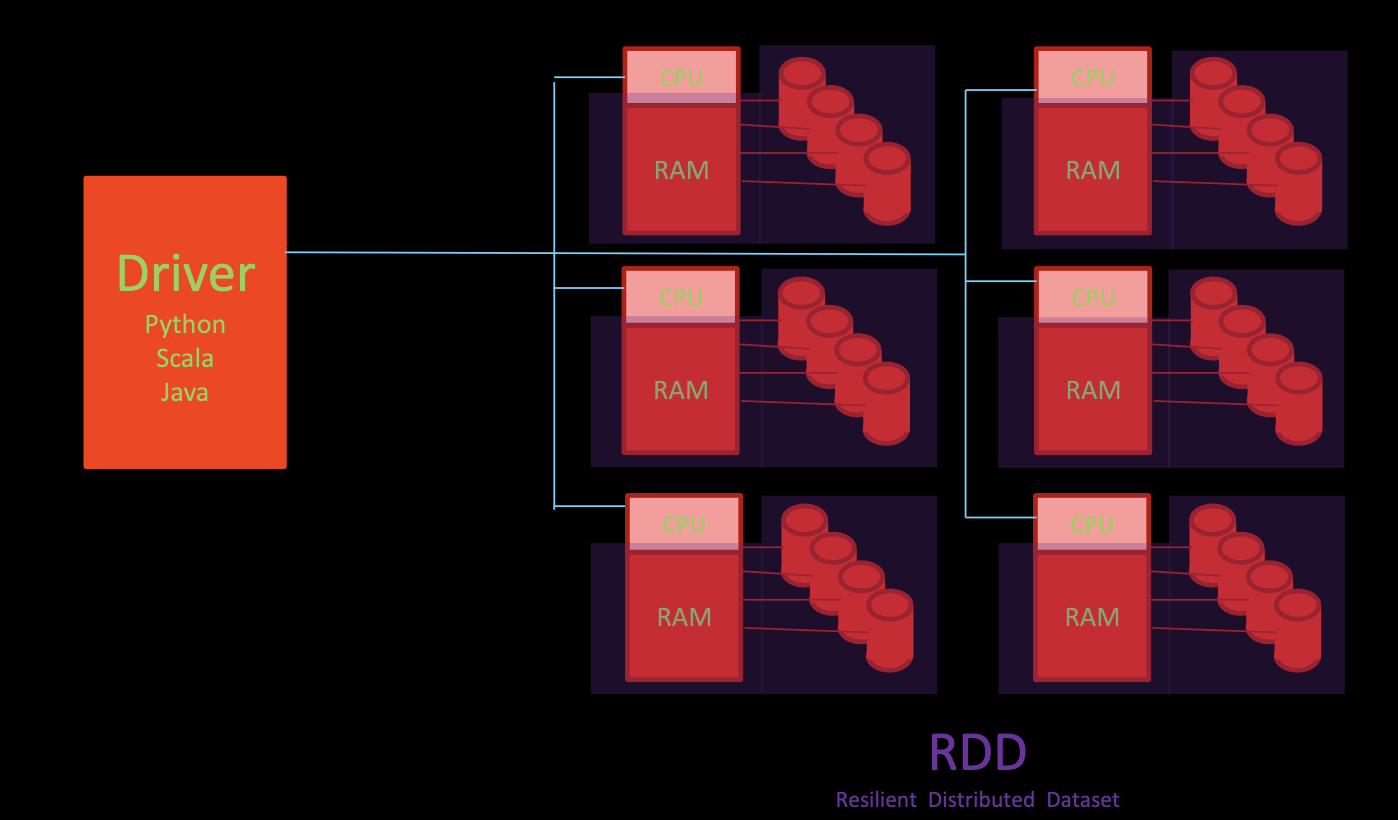 Driver
Python
Scala
Java
CPU
RAM
CPU
RAM
CPU
RAM
CPU
RAM
CPU
RAM
CPU
RAM
RDD
Resilient Distributed Dataset